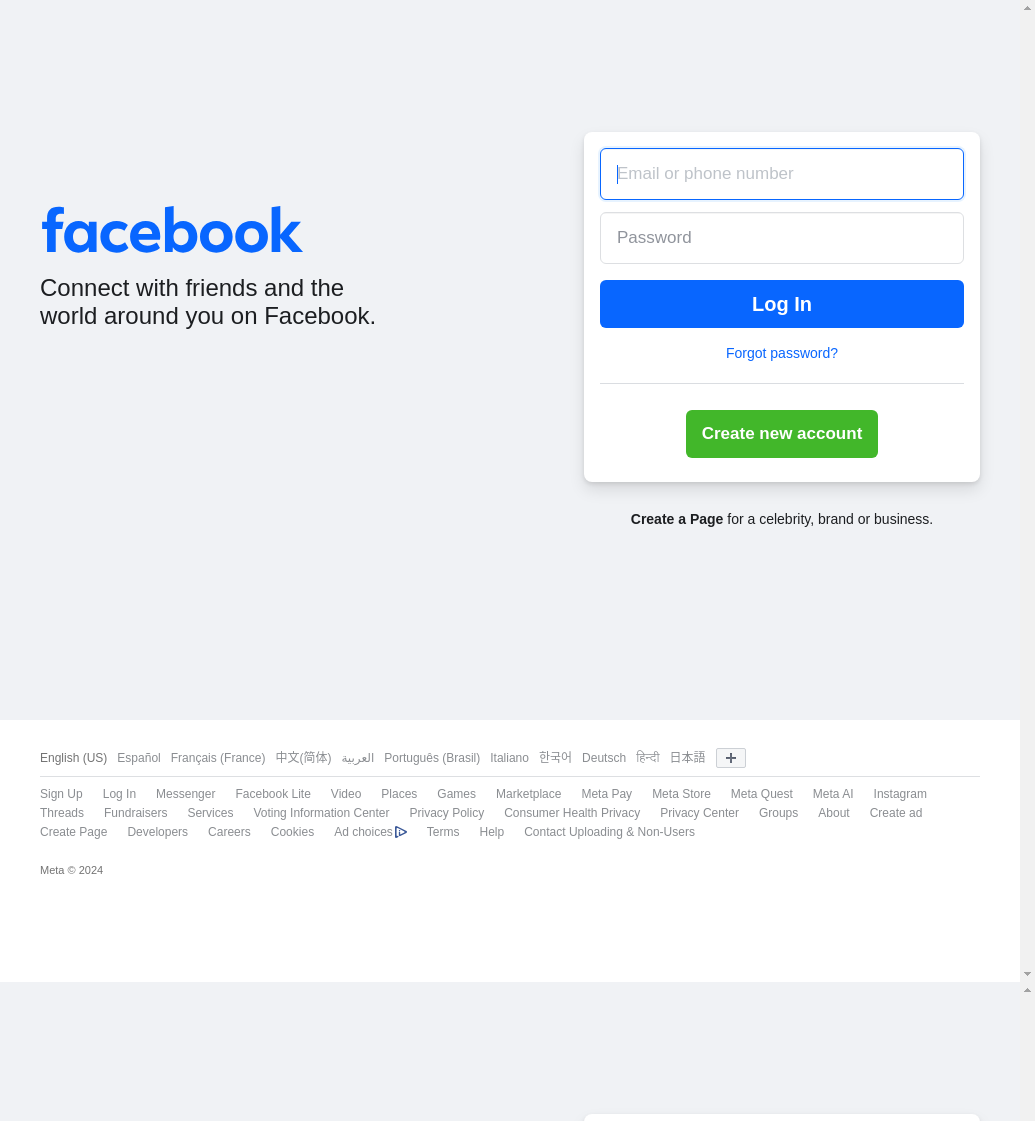 facebook
Connect with friends and the
world around you on Facebook.
Email or phone number
Password
Log In
Forgot password?
Create new account
Create a Page for a celebrity, brand or business.
English (US) Español Français (France) 中文(简体) العربية Português (Brasil) Italiano 한국어 Deutsch हिन्दी 日本語
Sign Up Log In Messenger Facebook Lite Video Places Games Marketplace Meta Pay Meta Store Meta Quest Meta AI Instagram
Threads Fundraisers Services Voting Information Center Privacy Policy Consumer Health Privacy Privacy Center Groups About Create ad
Create Page Developers Careers Cookies Ad choices Terms Help Contact Uploading & Non-Users
Meta © 2024